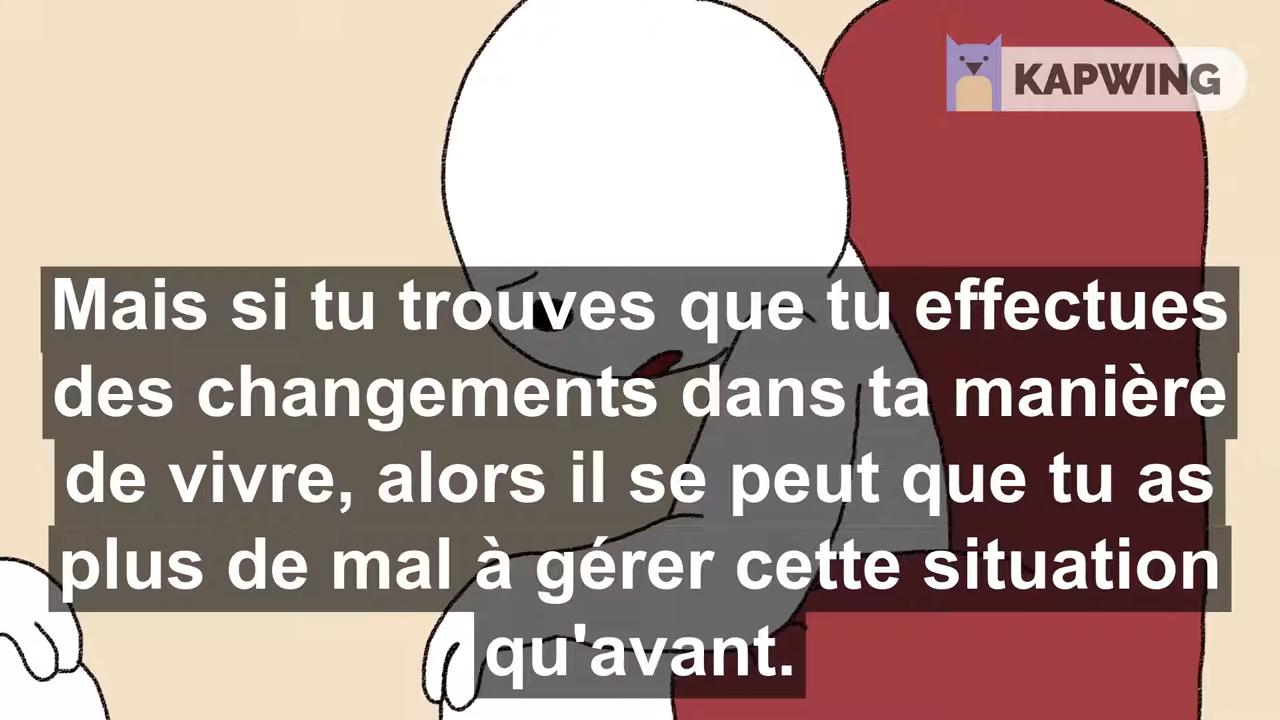 KAPWING
Mais si tu trouves que tu effectues
des changements dans ta manière
de vivre, alors il se peut que tu as
plus de mal à gérer cette situation
qu'avant.